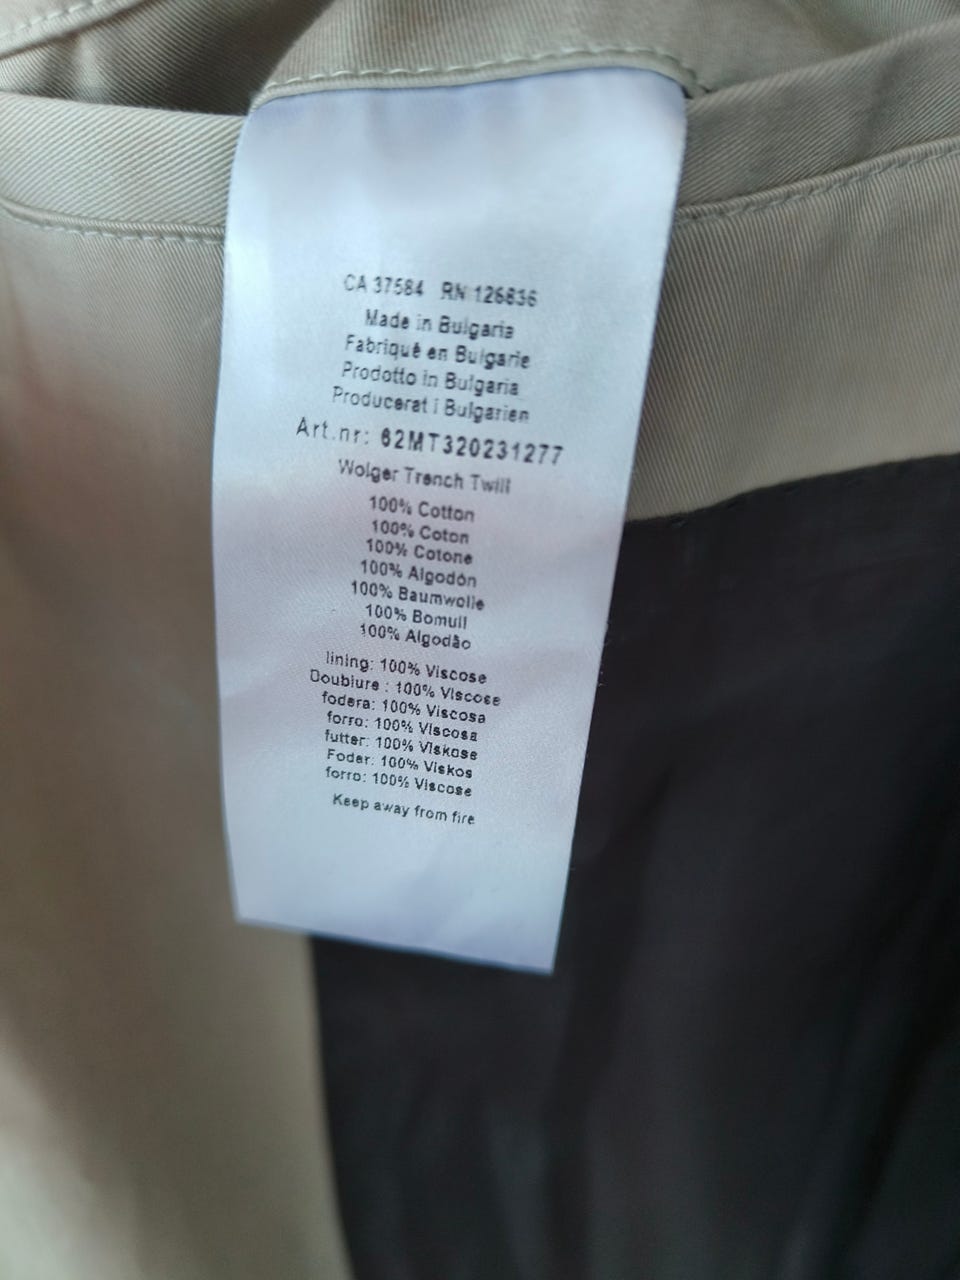 CA 37584 RN 126636
Made in Bulgaria
Fabriqué en Bulgarie
Prodotto in Bulgaria
Producerat i Bulgarien
Art.nr: 62MT320231277
Wolger Trench Twill
100% Cotton
100% Coton
100% Cotone
100% Algodón
100% Baumwolle
100% Bomull
100% Algodão
lining: 100% Viscose
Doublure : 100% Viscose
fodera: 100% Viscosa
forro: 100% Viscosa
futter: 100% Viskose
Foder: 100% Viskos
forro: 100% Viscose
Keep away from fire